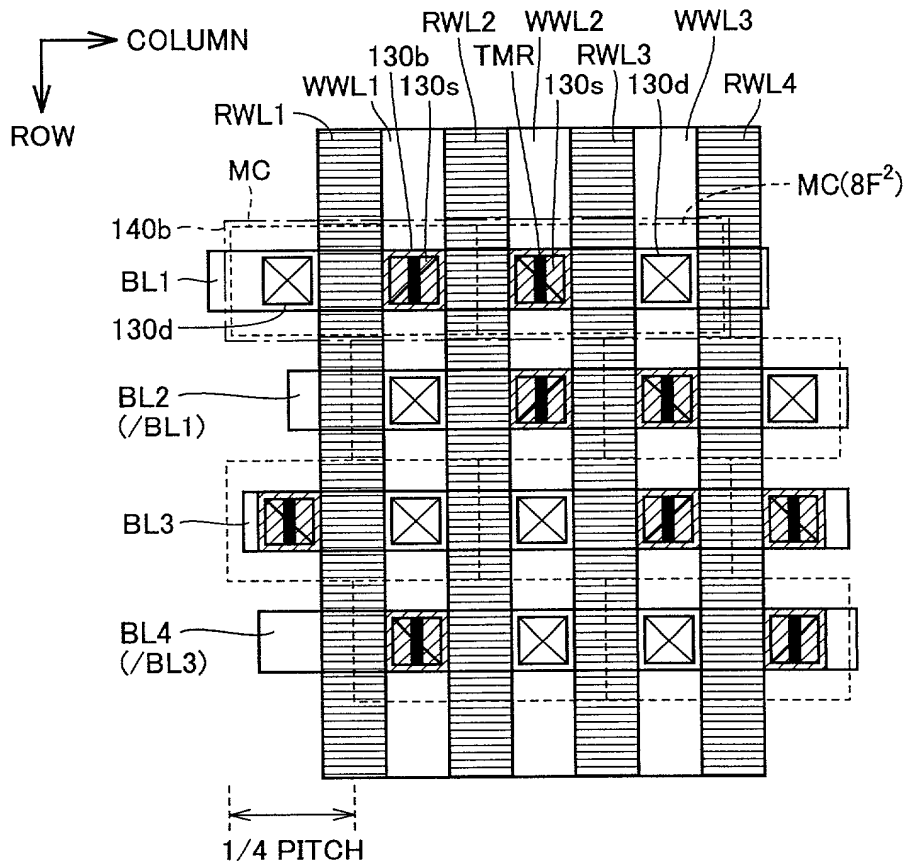 COLUMN
ROW
RWL2 WWL2 WWL3
130b TMR RWL3
WWL1 130s 130s 130d
RWL1 RWL4
MC MC(8F²)
140b
BL1
130d
BL2
(/BL1)
BL3
BL4
(/BL3)
1/4 PITCH